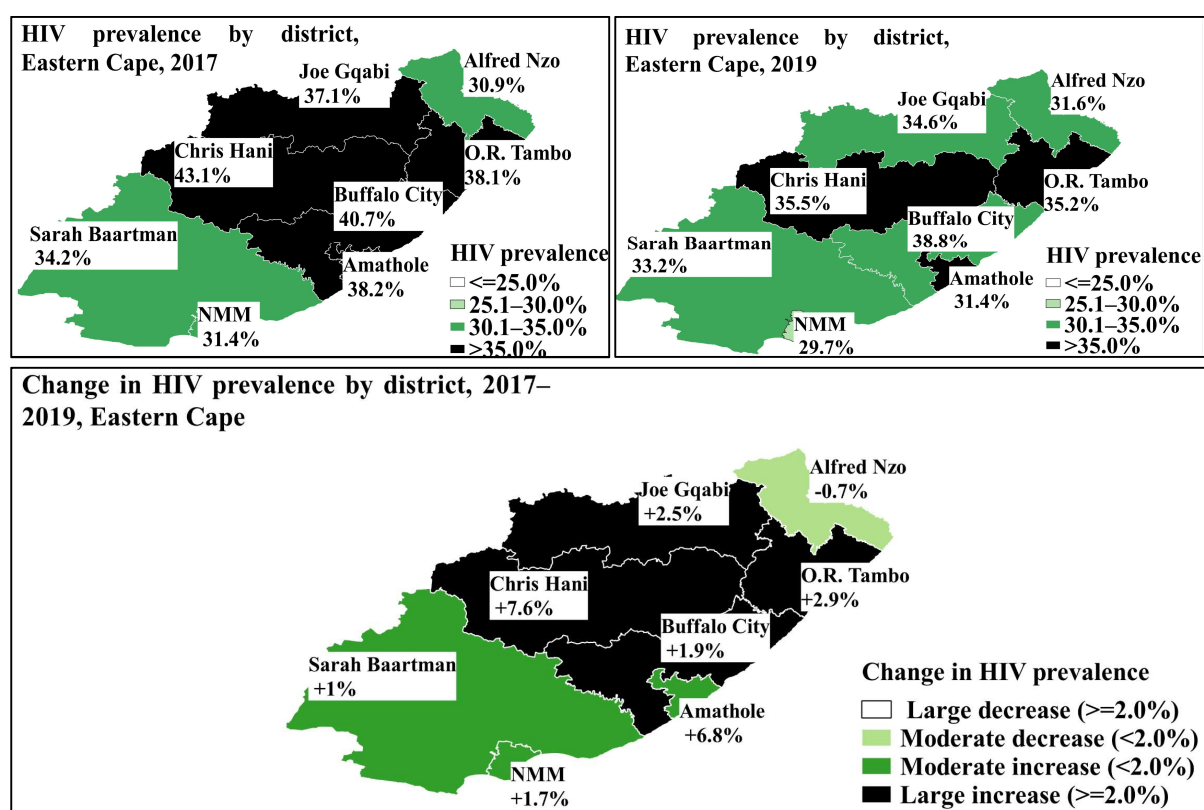 HIV prevalence by district,
Eastern Cape, 2017
Joe Gqabi
37.1%
Alfred Nzo
30.9%
Chris Hani
43.1%
O.R. Tambo
38.1%
Buffalo City
40.7%
Sarah Baartman
34.2%
Amathole
38.2%
NMM
31.4%
HIV prevalence
<=25.0%
25.1–30.0%
30.1–35.0%
>35.0%
HIV prevalence by district,
Eastern Cape, 2019
Alfred Nzo
31.6%
Joe Gqabi
34.6%
O.R. Tambo
35.2%
Chris Hani
35.5%
Buffalo City
38.8%
Sarah Baartman
33.2%
Amathole
31.4%
NMM
29.7%
HIV prevalence
<=25.0%
25.1–30.0%
30.1–35.0%
>35.0%
Change in HIV prevalence by district, 2017–
2019, Eastern Cape
Alfred Nzo
-0.7%
Joe Gqabi
+2.5%
O.R. Tambo
+2.9%
Chris Hani
+7.6%
Buffalo City
+1.9%
Sarah Baartman
+1%
Amathole
+6.8%
NMM
+1.7%
Change in HIV prevalence
Large decrease (>=2.0%)
Moderate decrease (<2.0%)
Moderate increase (<2.0%)
Large increase (>=2.0%)